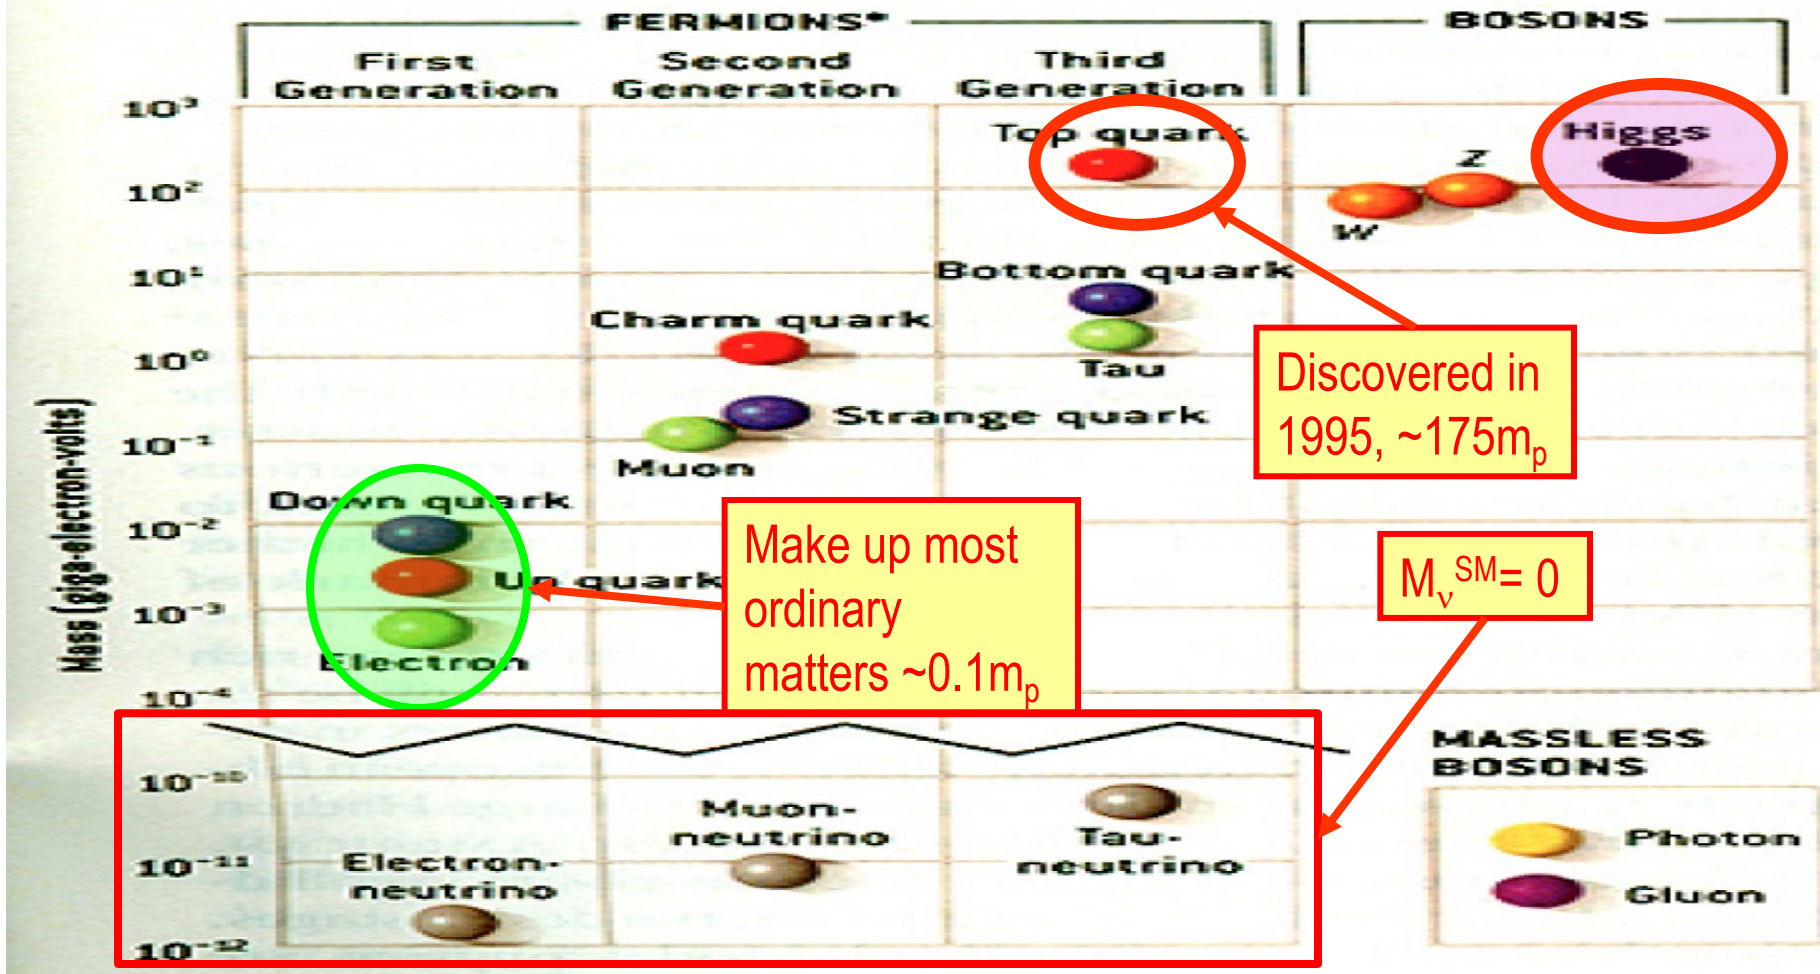 FERMIONS*
BOSONS
First
Generation
Second
Generation
Third
Generation
Mass (giga-electron-volts)
10³
10²
10¹
10⁰
10⁻¹
10⁻²
10⁻³
10⁻⁴
10⁻¹⁰
10⁻¹¹
10⁻¹²
Top quark
Higgs
Z
W
Bottom quark
Charm quark
Tau
Strange quark
Muon
Down quark
Up quark
Electron
Discovered in
1995, ~175mₚ
Make up most
ordinary
matters ~0.1mₚ
Mᵥ^SM= 0
Electron-
neutrino
Muon-
neutrino
Tau-
neutrino
MASSLESS
BOSONS
Photon
Gluon